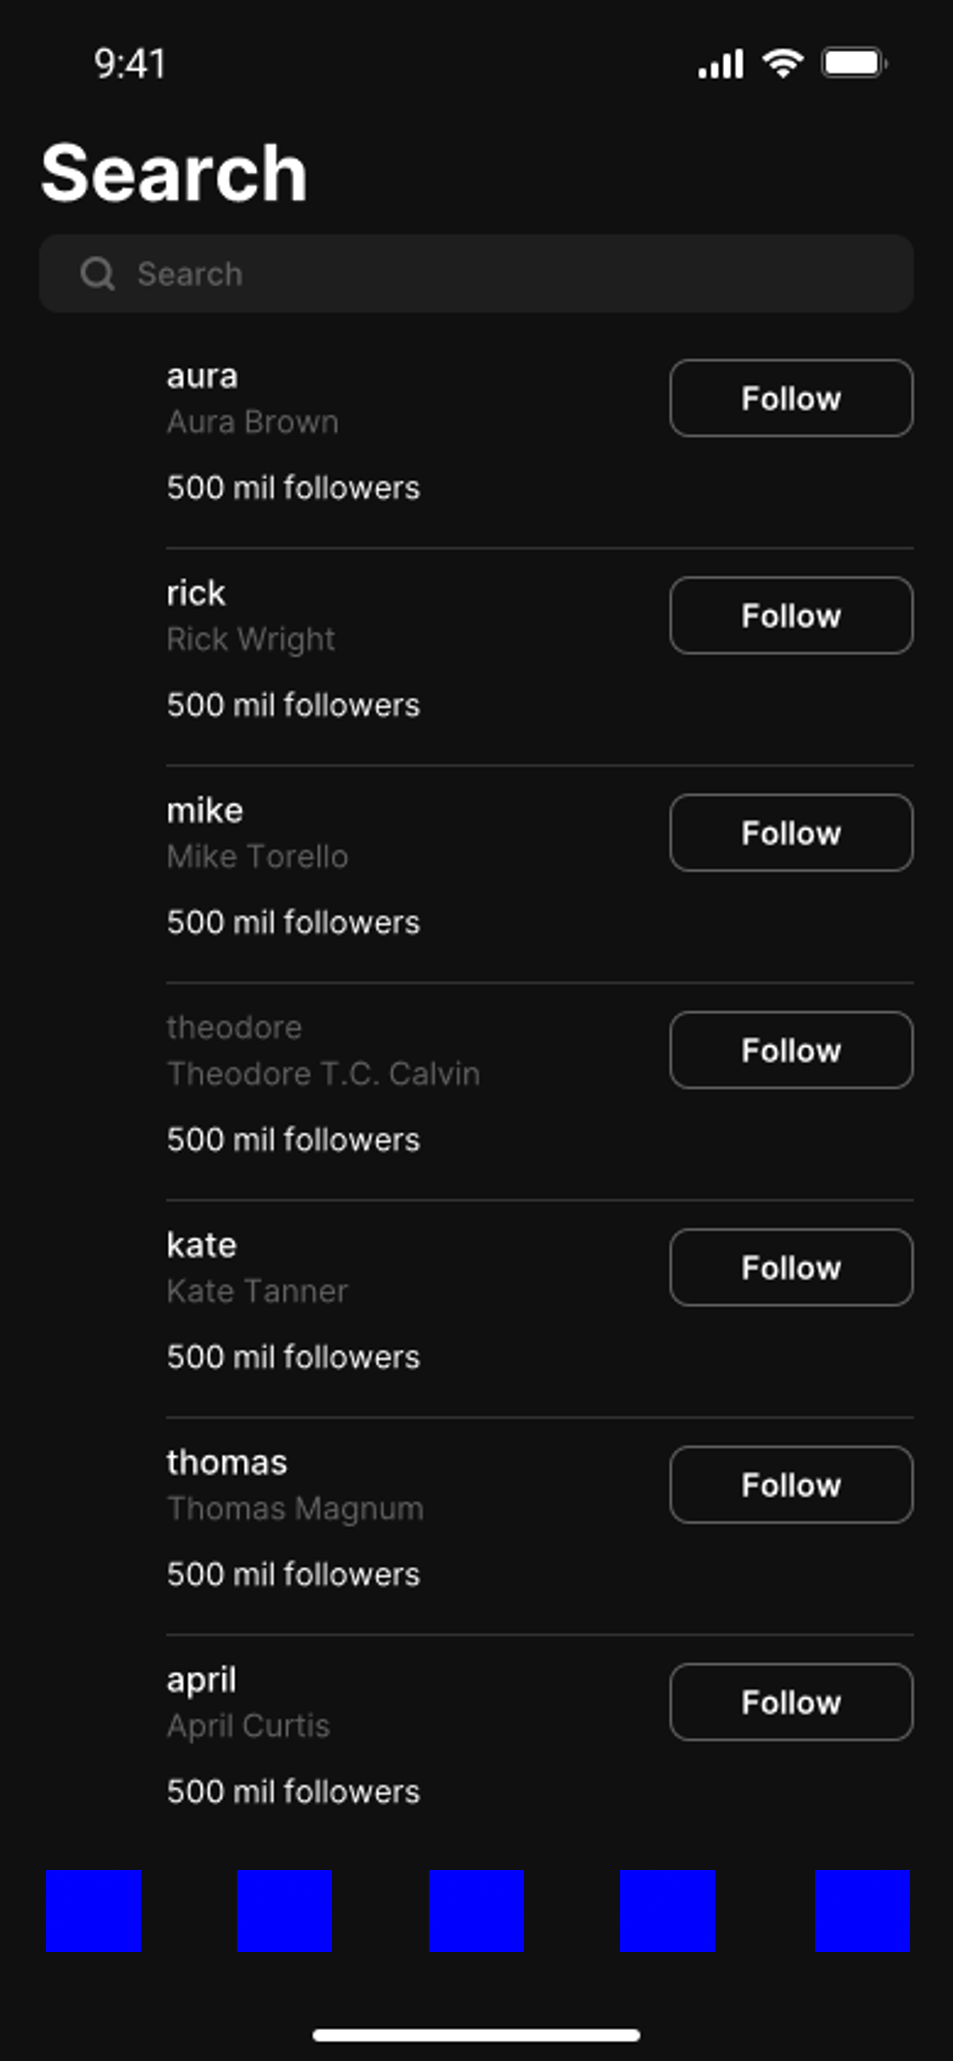 9:41
Search
Search
aura
Follow
Aura Brown
500 mil followers
rick
Follow
Rick Wright
500 mil followers
mike
Follow
Mike Torello
500 mil followers
theodore
Follow
Theodore T.C. Calvin
500 mil followers
kate
Follow
Kate Tanner
500 mil followers
thomas
Follow
Thomas Magnum
500 mil followers
april
Follow
April Curtis
500 mil followers